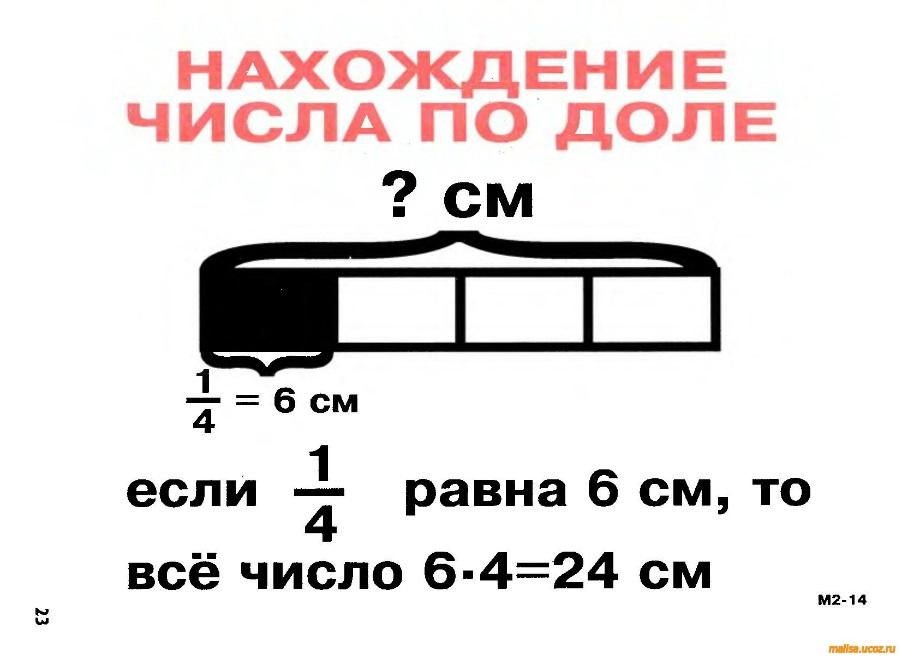 НАХОЖДЕНИЕ
ЧИСЛА ПО ДОЛЕ
? см
1/4 = 6 см
если 1/4 равна 6 см, то
всё число 6·4=24 см
М2-14
23
malisa.ucoz.ru